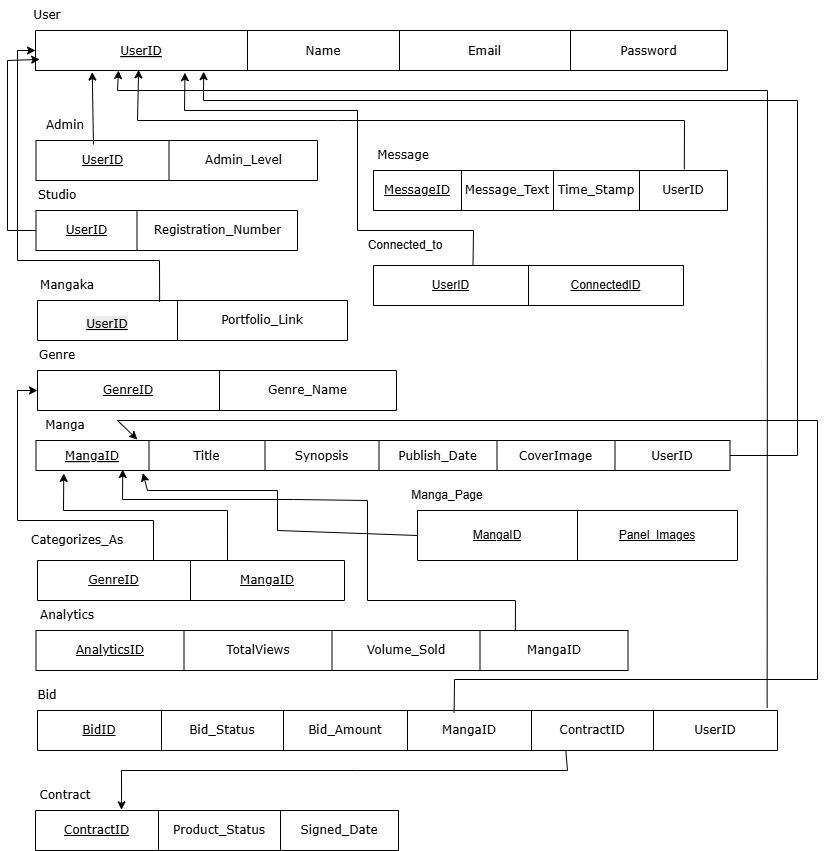 User
UserID Name Email Password
Admin
UserID Admin_Level
Message
MessageID Message_Text Time_Stamp UserID
Studio
UserID Registration_Number
Connected_to
UserID ConnectedID
Mangaka
UserID Portfolio_Link
Genre
GenreID Genre_Name
Manga
MangaID Title Synopsis Publish_Date CoverImage UserID
Manga_Page
MangaID Panel_Images
Categorizes_As
GenreID MangaID
Analytics
AnalyticsID TotalViews Volume_Sold MangaID
Bid
BidID Bid_Status Bid_Amount MangaID ContractID UserID
Contract
ContractID Product_Status Signed_Date